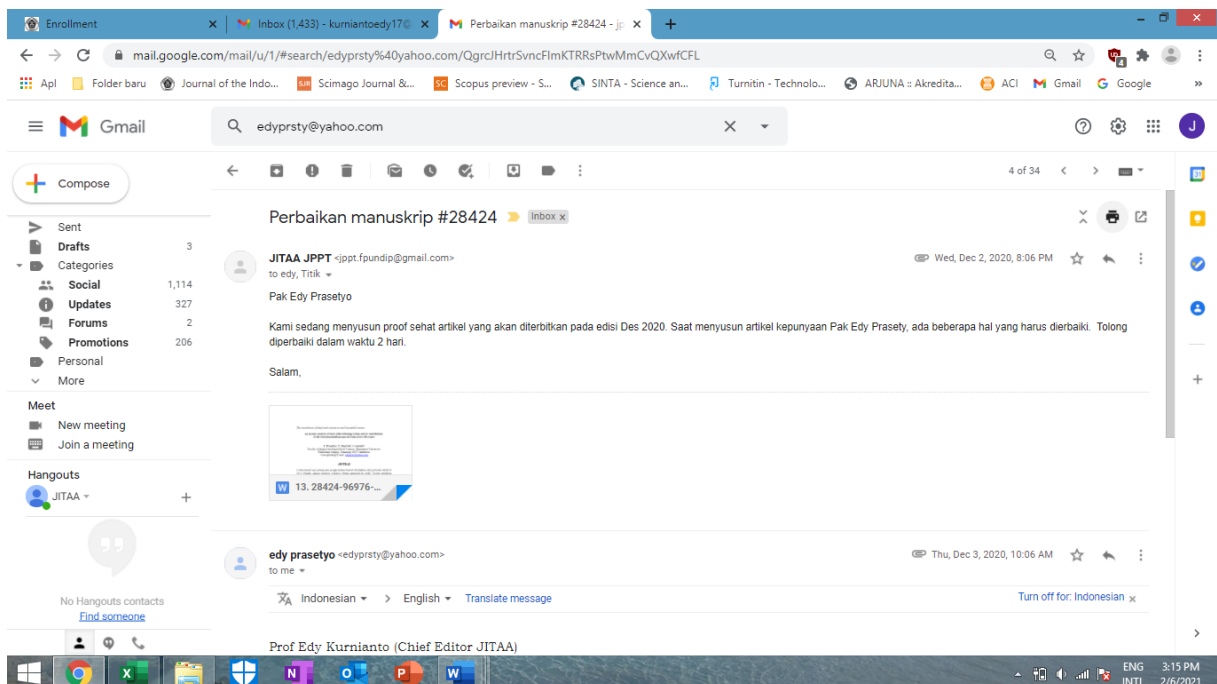 Enrollment
Inbox (1,433) - kurniantoedy17@
Perbaikan manuskrip #28424 - jp
mail.google.com/mail/u/1/#search/edyprsty%40yahoo.com/QgrcJHrtrSvncFlmKTRRsPtwMmCvQXwfCFL
Apl
Folder baru
Journal of the Indo...
Scimago Journal &...
Scopus preview - S...
SINTA - Science an...
Turnitin - Technolo...
ARJUNA :: Akredita...
ACI
Gmail
Google
»
Gmail
edyprsty@yahoo.com
J
Compose
4 of 34
Sent
Drafts 3
Categories
Social 1,114
Updates 327
Forums 2
Promotions 206
Personal
More
Meet
New meeting
Join a meeting
Hangouts
JITAA
No Hangouts contacts
Find someone
Perbaikan manuskrip #28424 Inbox x
JITAA JPPT <jppt.fpundip@gmail.com> Wed, Dec 2, 2020, 8:06 PM
to edy, Titik
Pak Edy Prasetyo
Kami sedang menyusun proof sehat artikel yang akan diterbitkan pada edisi Des 2020. Saat menyusun artikel kepunyaan Pak Edy Prasety, ada beberapa hal yang harus dierbaiki. Tolong
diperbaiki dalam waktu 2 hari.
Salam,
W 13. 28424-96976-...
edy prasetyo <edyprsty@yahoo.com> Thu, Dec 3, 2020, 10:06 AM
to me
Indonesian > English Translate message Turn off for: Indonesian x
Prof Edy Kurnianto (Chief Editor JITAA)
ENG 3:15 PM
INTL 2/6/2021